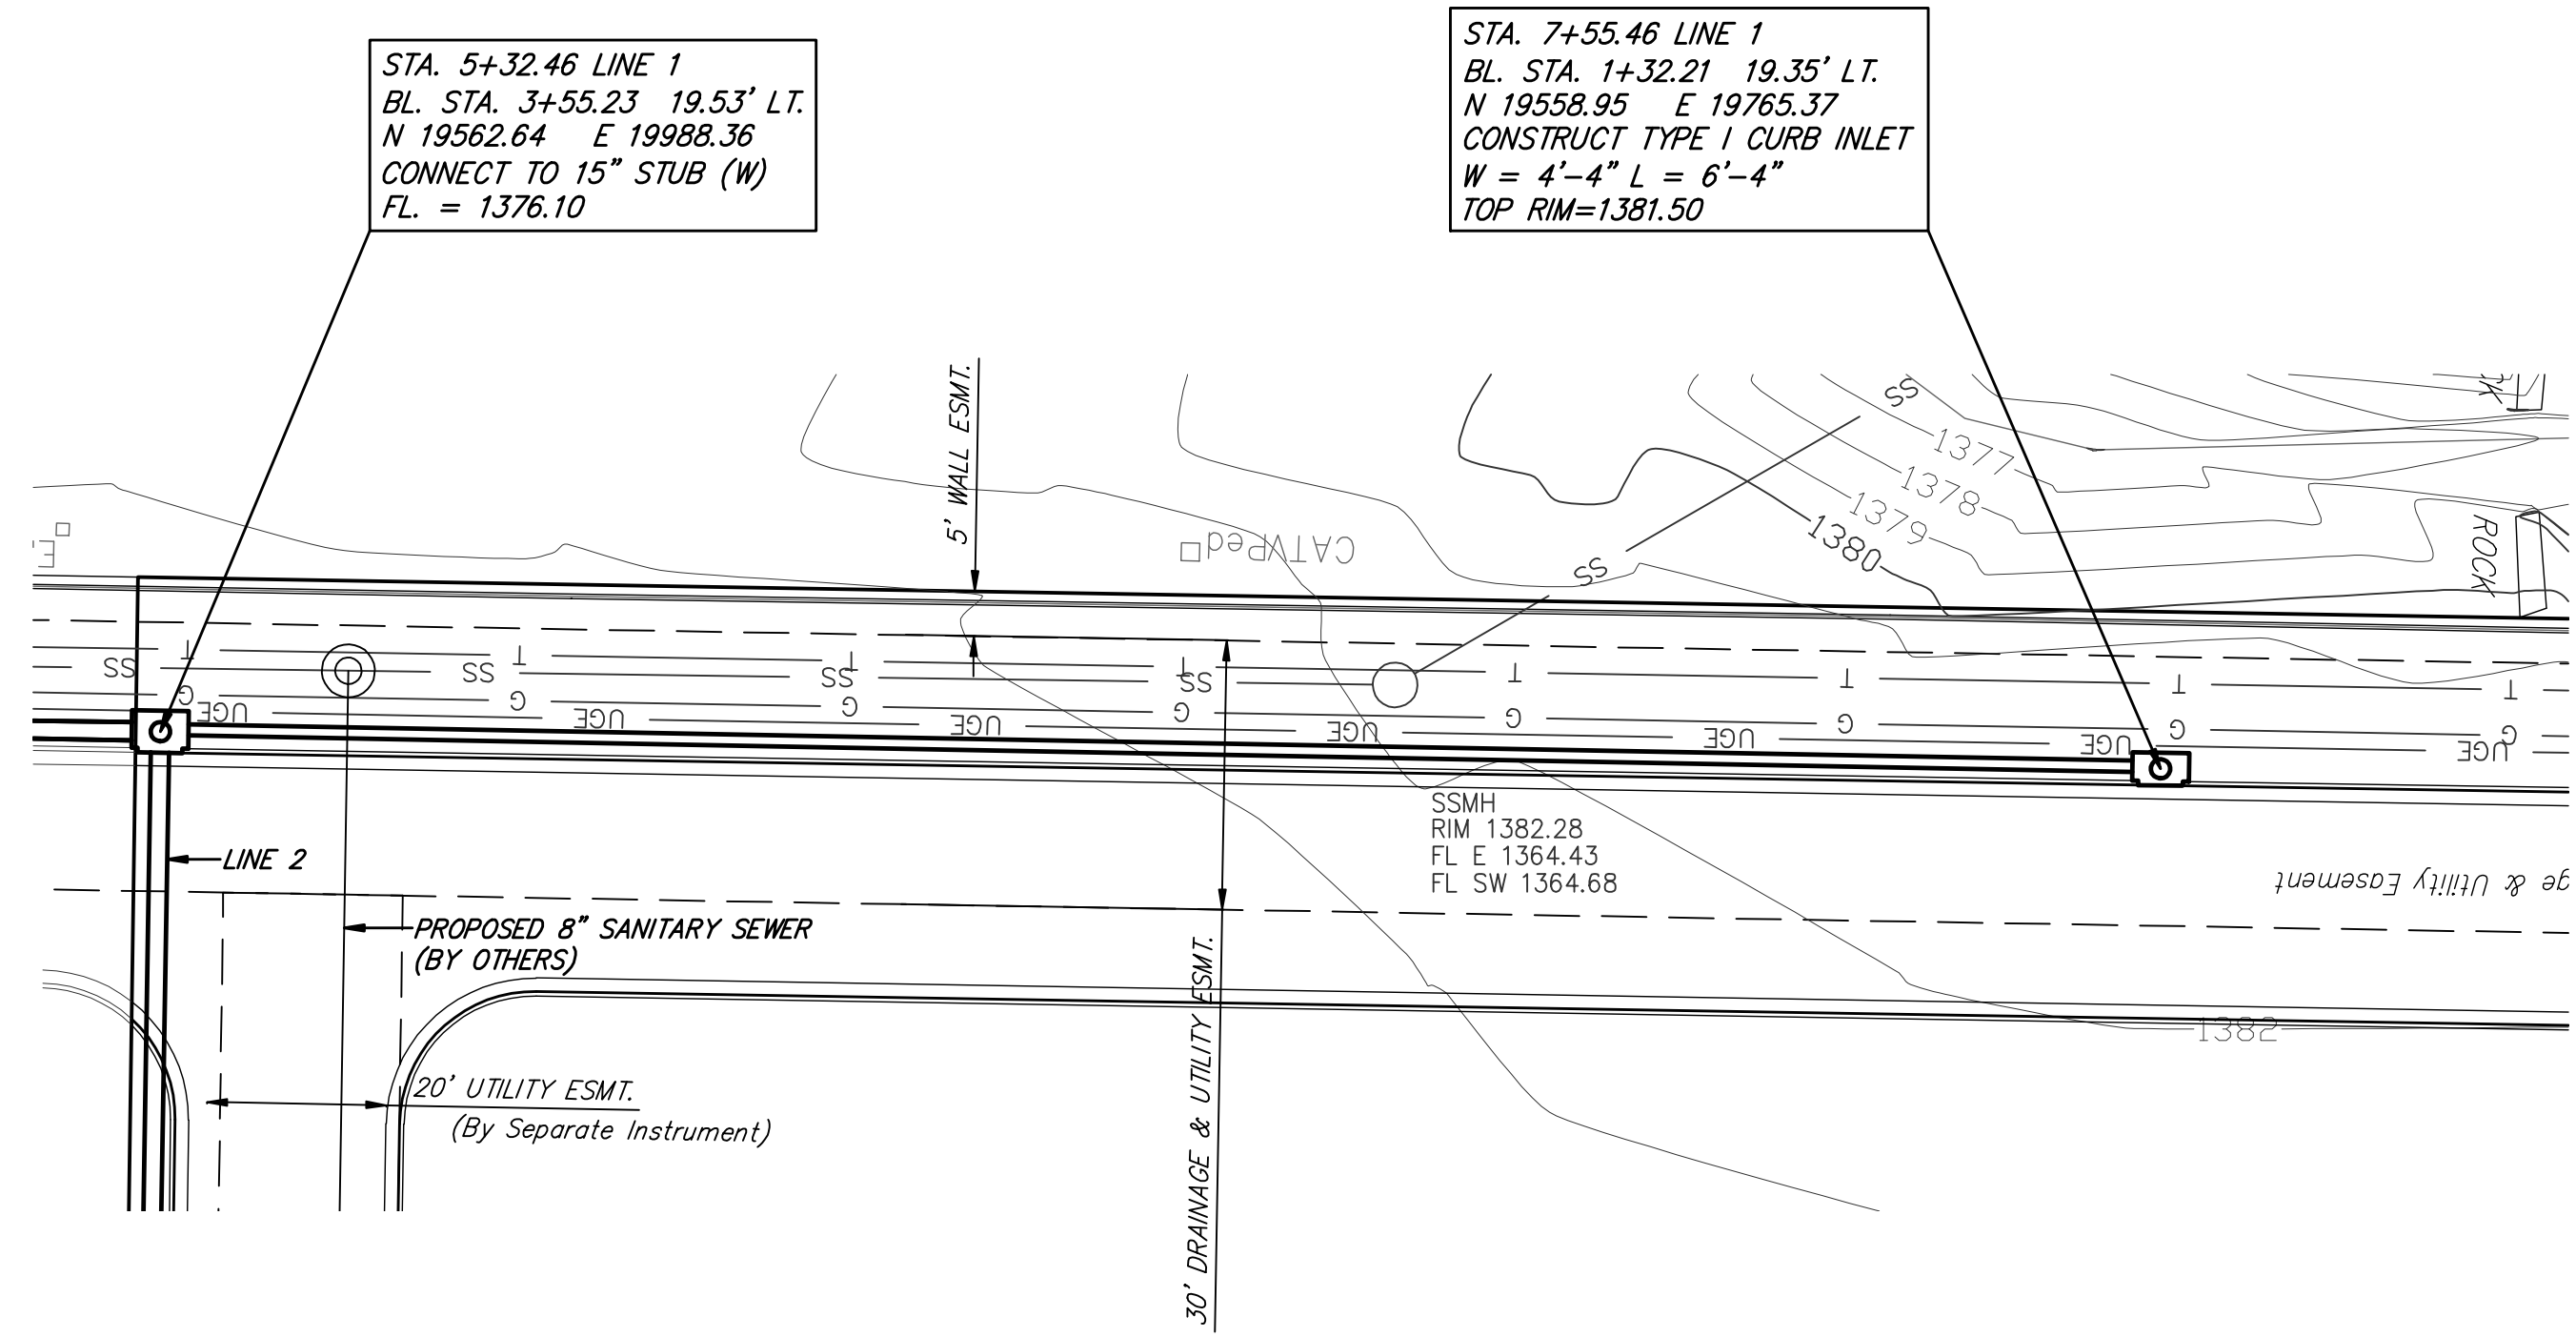 STA. 5+32.46 LINE 1
BL. STA. 3+55.23 19.53' LT.
N 19562.64 E 19988.36
CONNECT TO 15" STUB (W)
FL. = 1376.10
STA. 7+55.46 LINE 1
BL. STA. 1+32.21 19.35' LT.
N 19558.95 E 19765.37
CONSTRUCT TYPE I CURB INLET
W = 4'-4" L = 6'-4"
TOP RIM=1381.50
5' WALL ESMT.
CATVPed
SS
SS
1377
1378
1379
1380
ROCK
T
T
T
T
T
T
T
T
SS
SS
SS
SS
G
G
G
G
G
G
G
G
UGE
UGE
UGE
UGE
UGE
UGE
UGE
SSMH
RIM 1382.28
FL E 1364.43
FL SW 1364.68
LINE 2
ge & Utility Easement
PROPOSED 8" SANITARY SEWER
(BY OTHERS)
30' DRAINAGE & UTILITY ESMT.
1382
20' UTILITY ESMT.
(By Separate Instrument)